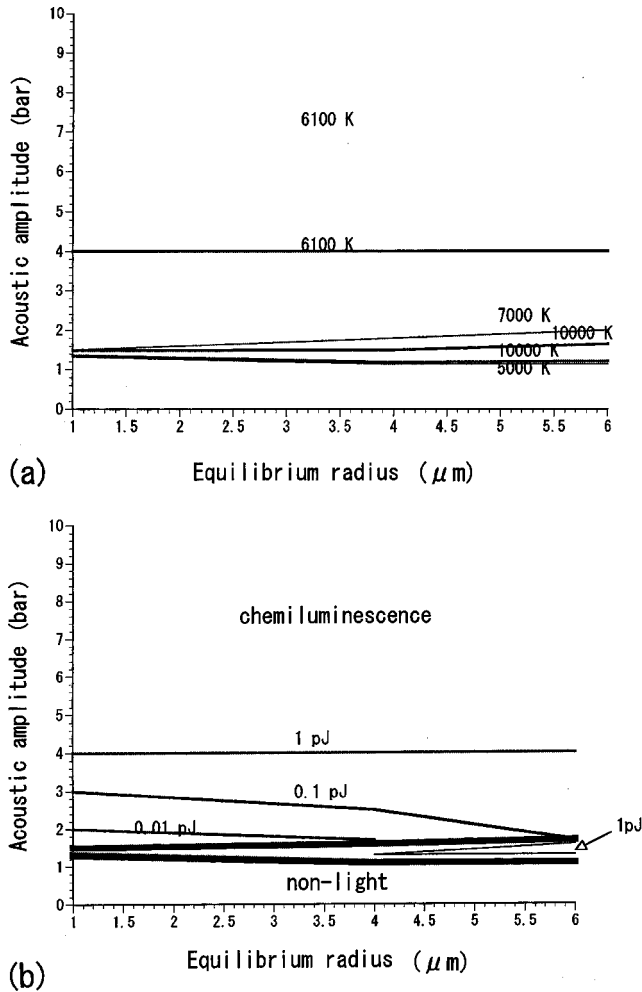 10
9
8
7
6
5
4
3
2
1
0
Acoustic amplitude (bar)
6100 K
6100 K
7000 K
10000 K
10000 K
5000 K
1 1.5 2 2.5 3 3.5 4 4.5 5 5.5 6
(a) Equilibrium radius (μm)
10
9
8
7
6
5
4
3
2
1
0
Acoustic amplitude (bar)
chemiluminescence
1 pJ
0.1 pJ
0.01 pJ
1pJ
non-light
1 1.5 2 2.5 3 3.5 4 4.5 5 5.5 6
Equilibrium radius (μm)
(b)